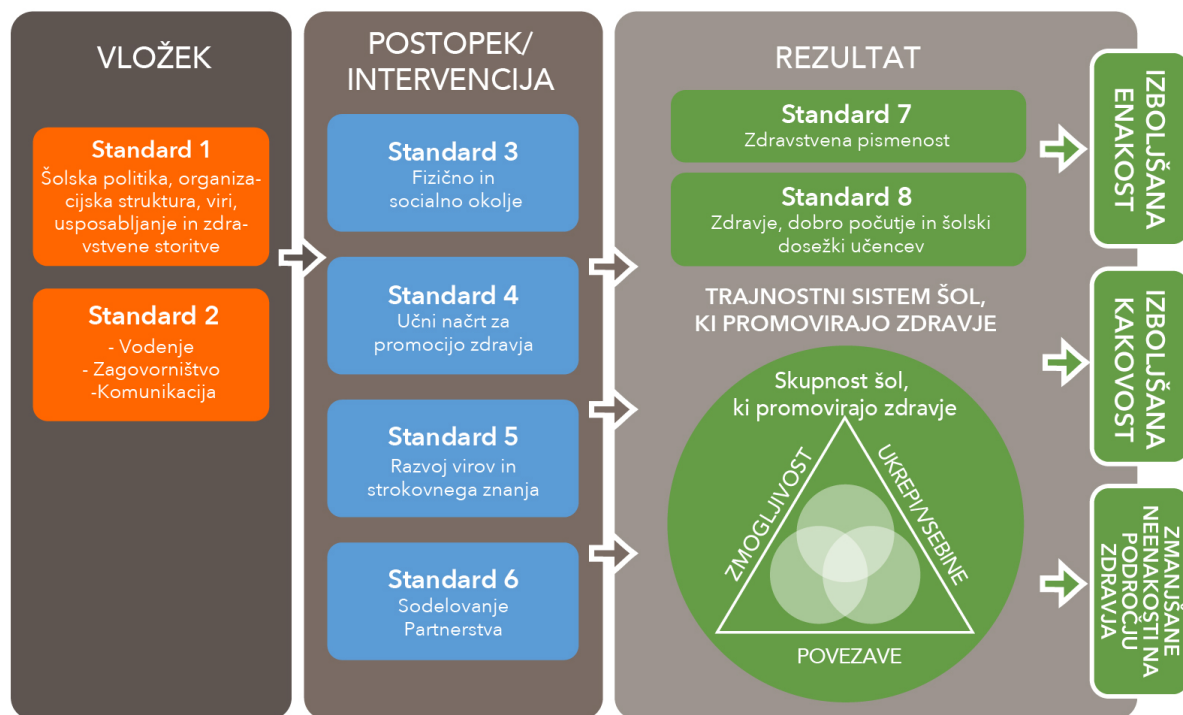 VLOŽEK
Standard 1
Šolska politika, organiza-
cijska struktura, viri,
usposabljanje in zdra-
vstvene storitve
Standard 2
- Vodenje
- Zagovorništvo
-Komunikacija
POSTOPEK/
INTERVENCIJA
Standard 3
Fizično in
socialno okolje
Standard 4
Učni načrt za
promocijo zdravja
Standard 5
Razvoj virov in
strokovnega znanja
Standard 6
Sodelovanje
Partnerstva
REZULTAT
Standard 7
Zdravstvena pismenost
Standard 8
Zdravje, dobro počutje in šolski
dosežki učencev
TRAJNOSTNI SISTEM ŠOL,
KI PROMOVIRAJO ZDRAVJE
Skupnost šol,
ki promovirajo zdravje
ZMOGLJIVOST
UKREPI/VSEBINE
POVEZAVE
IZBOLJŠANA
ENAKOST
IZBOLJŠANA
KAKOVOST
ZMANJŠANE
NEENAKOSTI NA
PODROČJU
ZDRAVJA